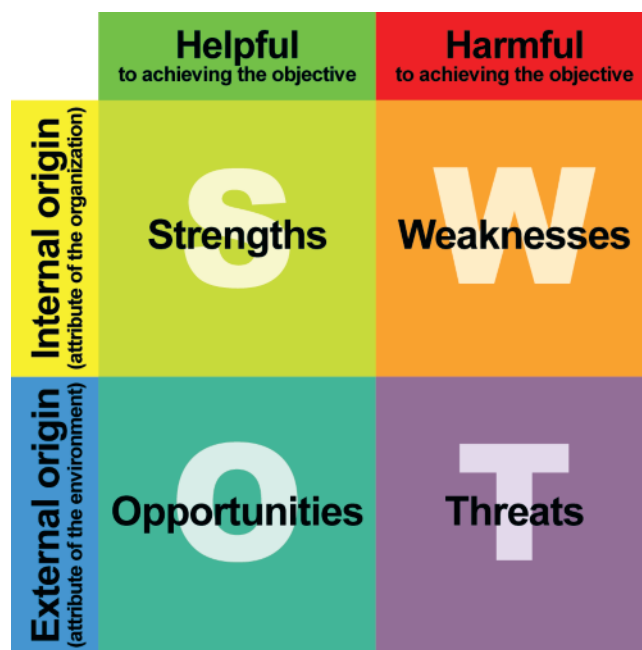 Helpful
to achieving the objective
Harmful
to achieving the objective
Internal origin
(attribute of the organization)
S
Strengths
W
Weaknesses
External origin
(attribute of the environment)
O
Opportunities
T
Threats